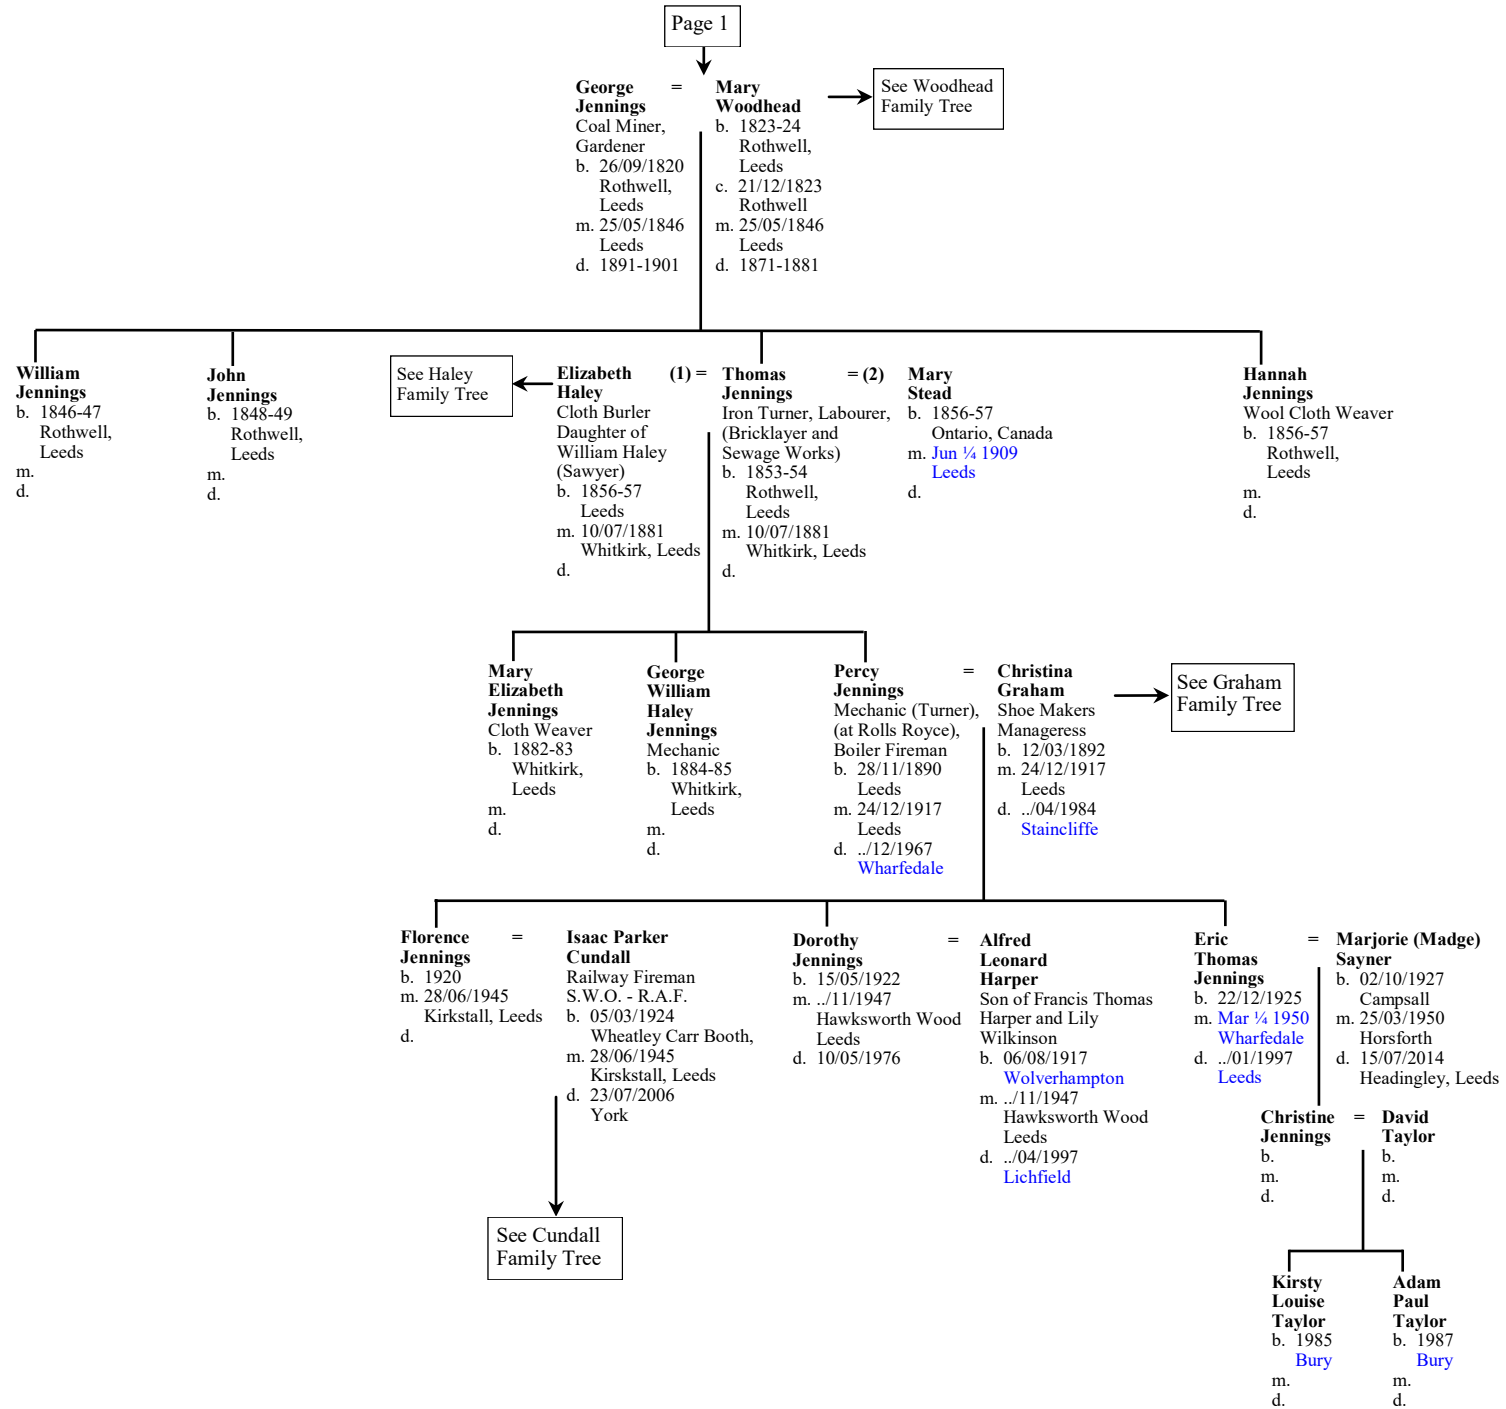 Page 1
George =
Jennings
Coal Miner,
Gardener
b. 26/09/1820
Rothwell,
Leeds
m. 25/05/1846
Leeds
d. 1891-1901
Mary
Woodhead
b. 1823-24
Rothwell,
Leeds
c. 21/12/1823
Rothwell
m. 25/05/1846
Leeds
d. 1871-1881
See Woodhead
Family Tree
William
Jennings
b. 1846-47
Rothwell,
Leeds
m.
d.
John
Jennings
b. 1848-49
Rothwell,
Leeds
m.
d.
See Haley
Family Tree
Elizabeth (1) =
Haley
Cloth Burler
Daughter of
William Haley
(Sawyer)
b. 1856-57
Leeds
m. 10/07/1881
Whitkirk, Leeds
d.
Thomas = (2)
Jennings
Iron Turner, Labourer,
(Bricklayer and
Sewage Works)
b. 1853-54
Rothwell,
Leeds
m. 10/07/1881
Whitkirk, Leeds
d.
Mary
Stead
b. 1856-57
Ontario, Canada
m. Jun ¼ 1909
Leeds
d.
Hannah
Jennings
Wool Cloth Weaver
b. 1856-57
Rothwell,
Leeds
m.
d.
Mary
Elizabeth
Jennings
Cloth Weaver
b. 1882-83
Whitkirk,
Leeds
m.
d.
George
William
Haley
Jennings
Mechanic
b. 1884-85
Whitkirk,
Leeds
m.
d.
Percy =
Jennings
Mechanic (Turner),
(at Rolls Royce),
Boiler Fireman
b. 28/11/1890
Leeds
m. 24/12/1917
Leeds
d. ../12/1967
Wharfedale
Christina
Graham
Shoe Makers
Manageress
b. 12/03/1892
m. 24/12/1917
Leeds
d. ../04/1984
Staincliffe
See Graham
Family Tree
Florence =
Jennings
b. 1920
m. 28/06/1945
Kirkstall, Leeds
d.
Isaac Parker
Cundall
Railway Fireman
S.W.O. - R.A.F.
b. 05/03/1924
Wheatley Carr Booth,
m. 28/06/1945
Kirskstall, Leeds
d. 23/07/2006
York
See Cundall
Family Tree
Dorothy =
Jennings
b. 15/05/1922
m. ../11/1947
Hawksworth Wood
Leeds
d. 10/05/1976
Alfred
Leonard
Harper
Son of Francis Thomas
Harper and Lily
Wilkinson
b. 06/08/1917
Wolverhampton
m. ../11/1947
Hawksworth Wood
Leeds
d. ../04/1997
Lichfield
Eric =
Thomas
Jennings
b. 22/12/1925
m. Mar ¼ 1950
Wharfedale
d. ../01/1997
Leeds
Marjorie (Madge)
Sayner
b. 02/10/1927
Campsall
m. 25/03/1950
Horsforth
d. 15/07/2014
Headingley, Leeds
Christine =
Jennings
b.
m.
d.
David
Taylor
b.
m.
d.
Kirsty
Louise
Taylor
b. 1985
Bury
m.
d.
Adam
Paul
Taylor
b. 1987
Bury
m.
d.